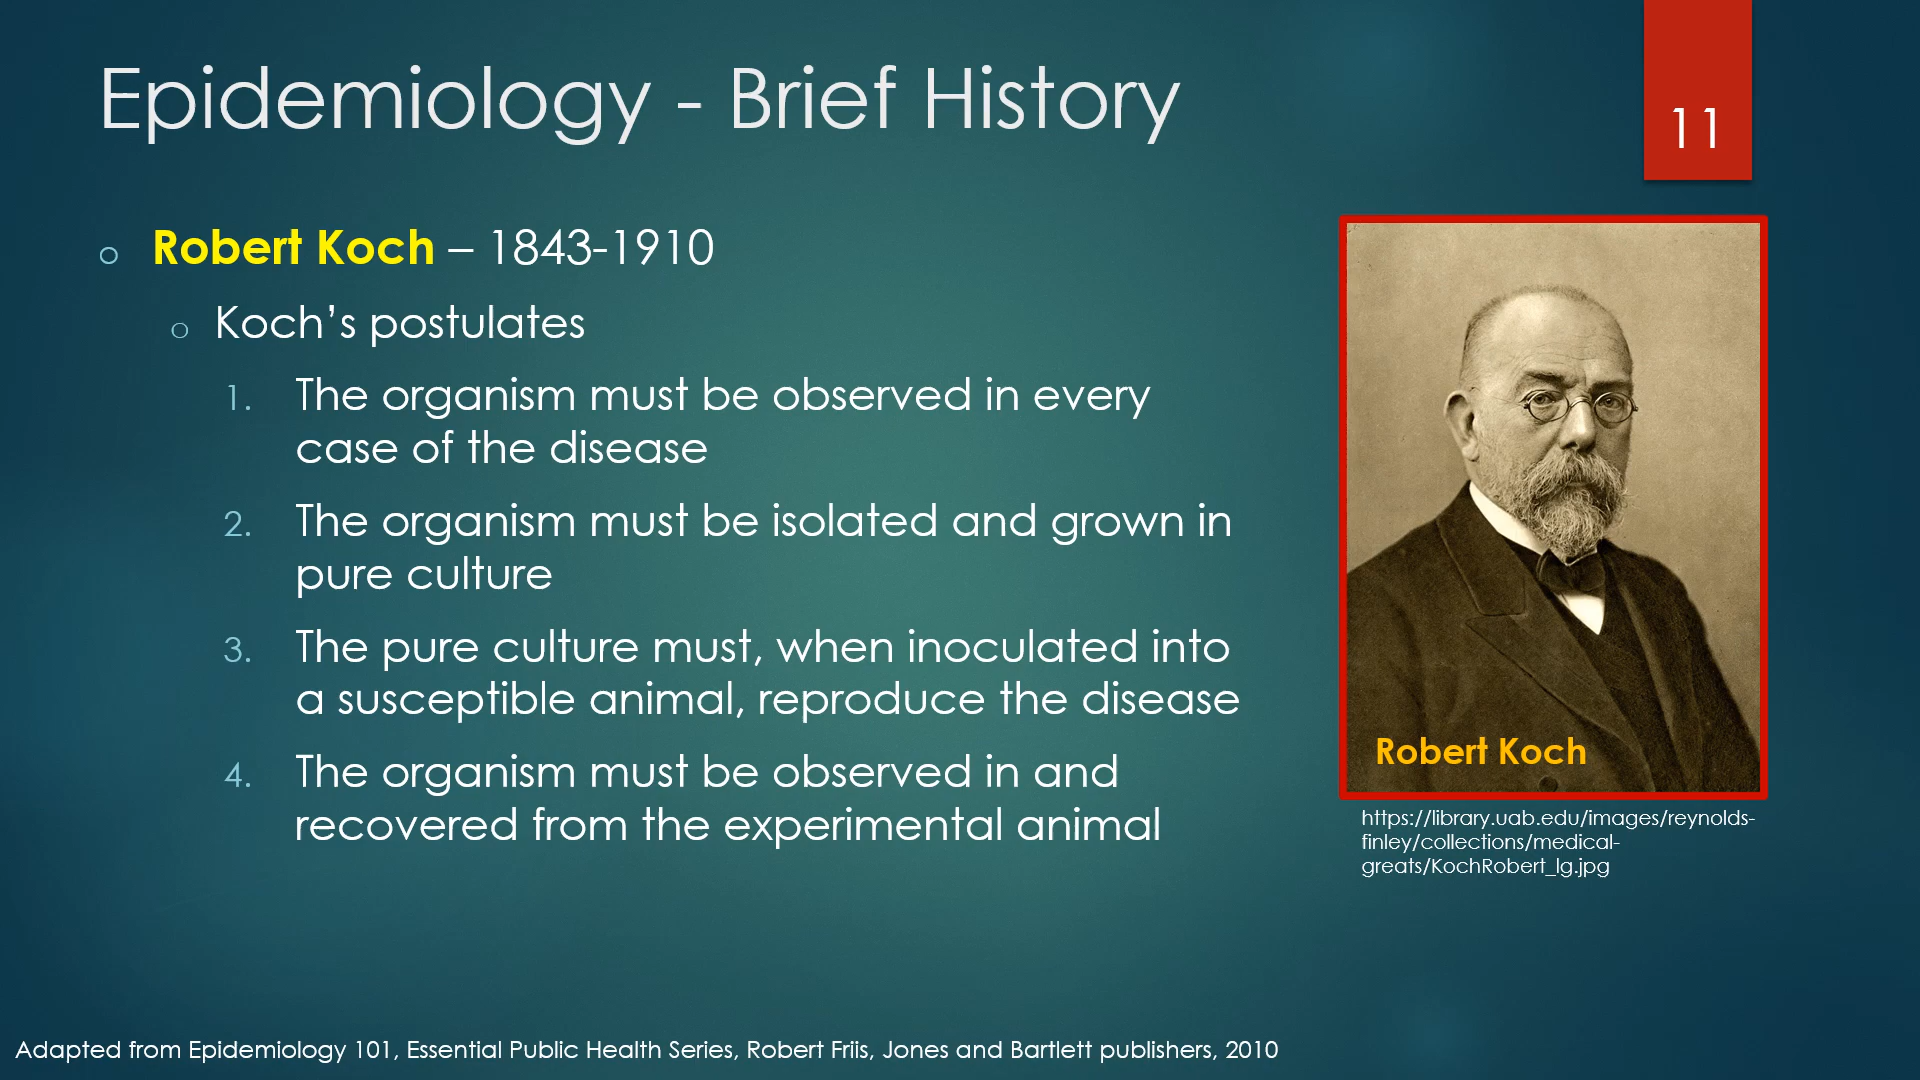 Epidemiology - Brief History
11
o Robert Koch – 1843-1910
o Koch’s postulates
1. The organism must be observed in every
case of the disease
2. The organism must be isolated and grown in
pure culture
3. The pure culture must, when inoculated into
a susceptible animal, reproduce the disease
4. The organism must be observed in and
recovered from the experimental animal
Robert Koch
https://library.uab.edu/images/reynolds-
finley/collections/medical-
greats/KochRobert_lg.jpg
Adapted from Epidemiology 101, Essential Public Health Series, Robert Friis, Jones and Bartlett publishers, 2010